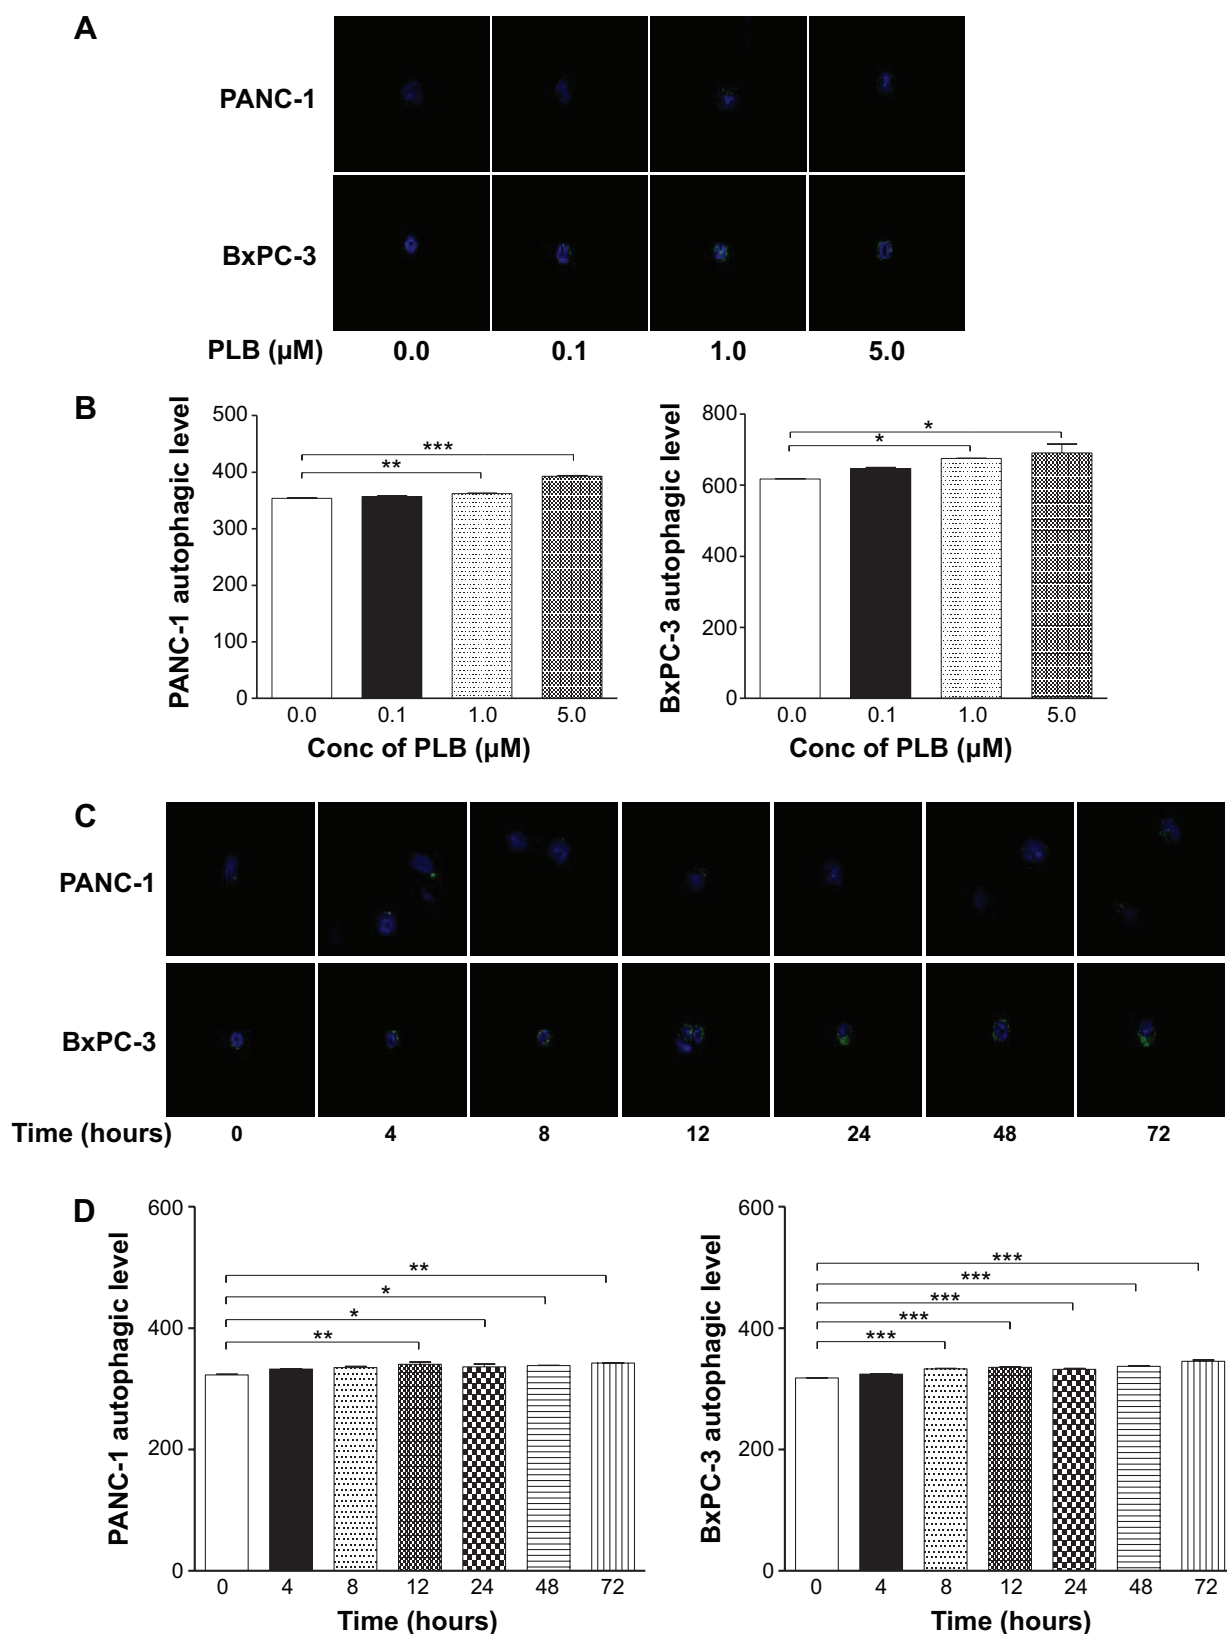 A
PANC-1
BxPC-3
PLB (µM) 0.0 0.1 1.0 5.0
B
PANC-1 autophagic level
500
400
300
200
100
0
***
**
0.0 0.1 1.0 5.0
Conc of PLB (µM)
BxPC-3 autophagic level
800
600
400
200
0
*
*
0.0 0.1 1.0 5.0
Conc of PLB (µM)
C
PANC-1
BxPC-3
Time (hours) 0 4 8 12 24 48 72
D
PANC-1 autophagic level
600
400
200
0
**
*
*
**
0 4 8 12 24 48 72
Time (hours)
BxPC-3 autophagic level
600
400
200
0
***
***
***
***
***
0 4 8 12 24 48 72
Time (hours)